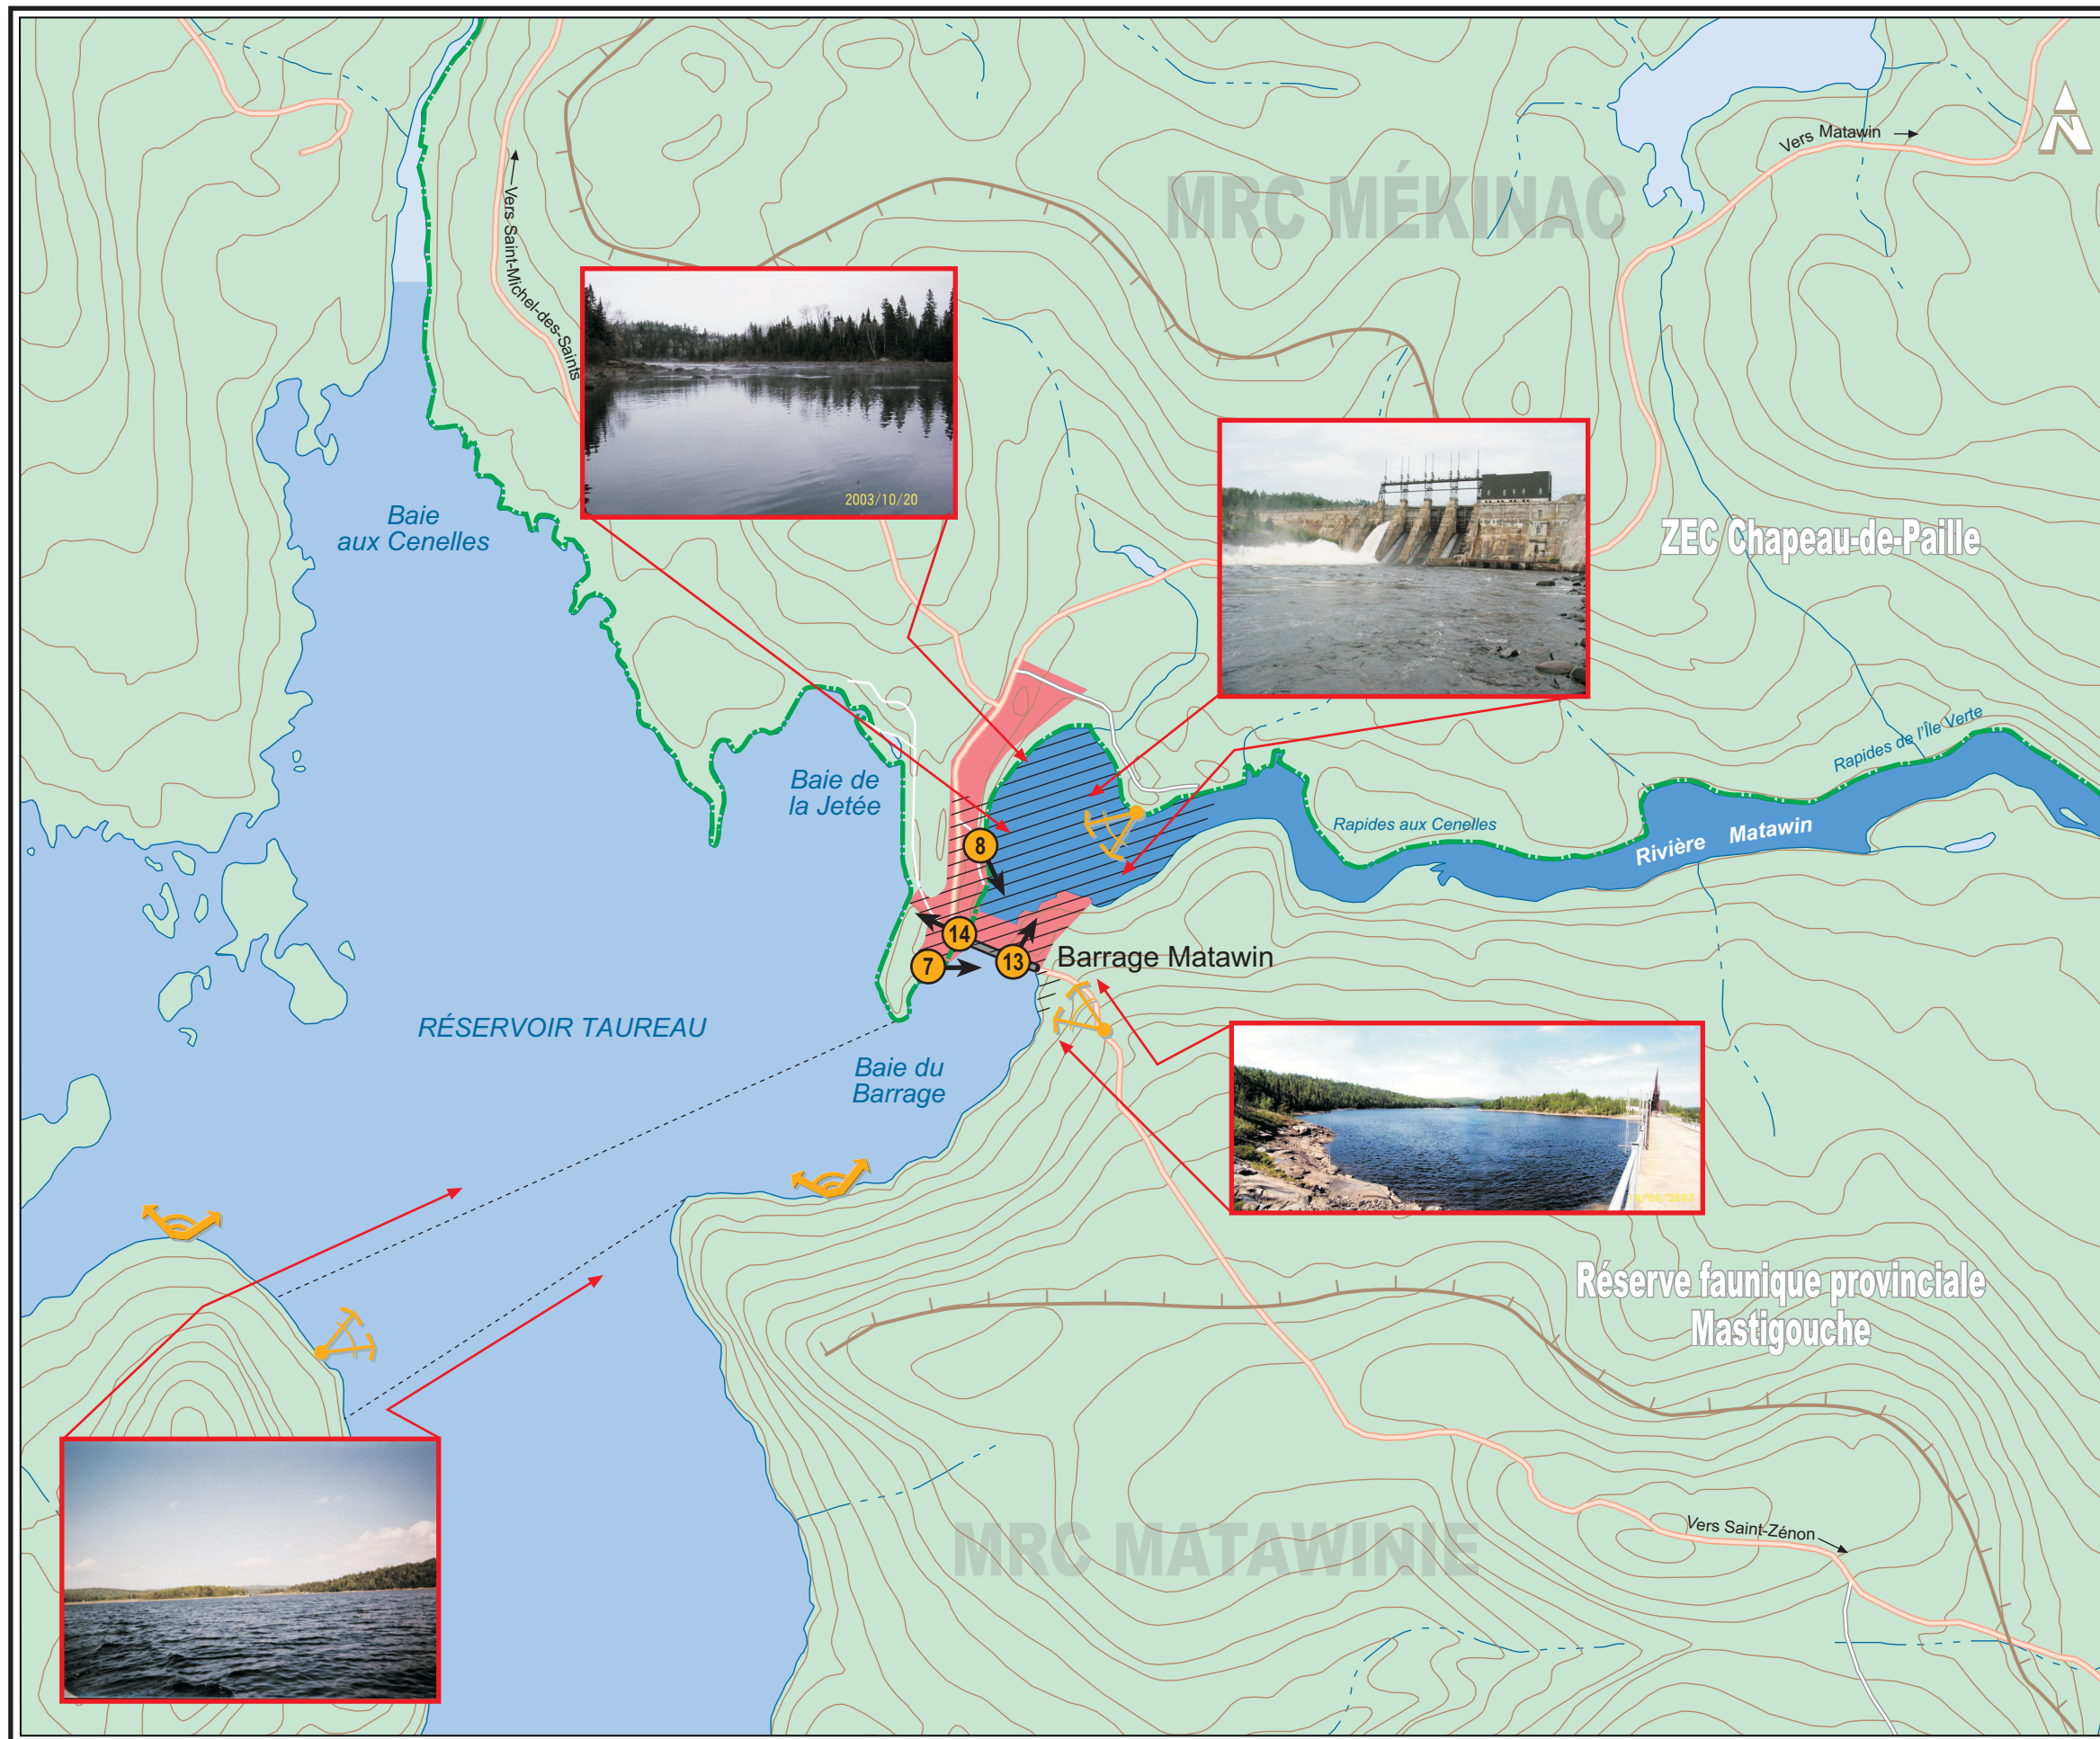 N
Vers Matawin
MRC MÉKINAC
Vers Saint-Michel-des-Saints
2003/10/20
Baie
aux Cenelles
ZEC Chapeau-de-Paille
Rapides de l'Île Verte
Baie de
la Jetée
Rapides aux Cenelles
Rivière Matawin
8
14
7
13
Barrage Matawin
RÉSERVOIR TAUREAU
Baie du
Barrage
Réserve faunique provinciale
Mastigouche
MRC MATAWINIE
Vers Saint-Zénon